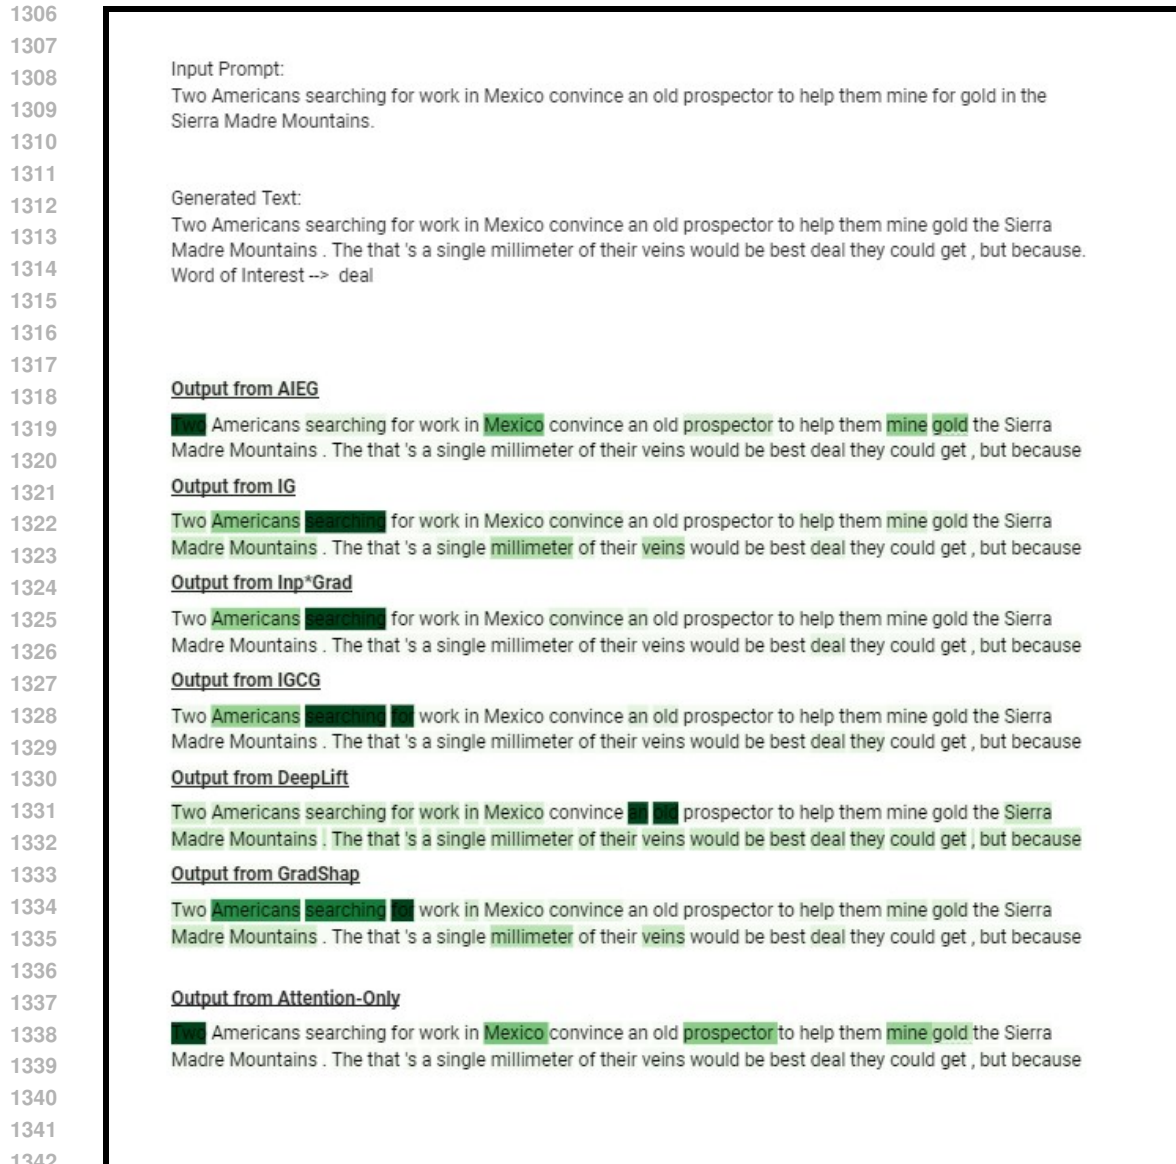 1306
1307
1308
1309
1310
1311
1312
1313
1314
1315
1316
1317
1318
1319
1320
1321
1322
1323
1324
1325
1326
1327
1328
1329
1330
1331
1332
1333
1334
1335
1336
1337
1338
1339
1340
1341
1342
Input Prompt:
Two Americans searching for work in Mexico convince an old prospector to help them mine for gold in the
Sierra Madre Mountains.
Generated Text:
Two Americans searching for work in Mexico convince an old prospector to help them mine gold the Sierra
Madre Mountains . The that 's a single millimeter of their veins would be best deal they could get , but because.
Word of Interest --> deal
Output from AIEG
Two Americans searching for work in Mexico convince an old prospector to help them mine gold the Sierra
Madre Mountains . The that 's a single millimeter of their veins would be best deal they could get , but because
Output from IG
Two Americans searching for work in Mexico convince an old prospector to help them mine gold the Sierra
Madre Mountains . The that 's a single millimeter of their veins would be best deal they could get , but because
Output from Inp*Grad
Two Americans searching for work in Mexico convince an old prospector to help them mine gold the Sierra
Madre Mountains . The that 's a single millimeter of their veins would be best deal they could get , but because
Output from IGCG
Two Americans searching for work in Mexico convince an old prospector to help them mine gold the Sierra
Madre Mountains . The that 's a single millimeter of their veins would be best deal they could get , but because
Output from DeepLift
Two Americans searching for work in Mexico convince an old prospector to help them mine gold the Sierra
Madre Mountains . The that 's a single millimeter of their veins would be best deal they could get , but because
Output from GradShap
Two Americans searching for work in Mexico convince an old prospector to help them mine gold the Sierra
Madre Mountains . The that 's a single millimeter of their veins would be best deal they could get , but because
Output from Attention-Only
Two Americans searching for work in Mexico convince an old prospector to help them mine gold the Sierra
Madre Mountains . The that 's a single millimeter of their veins would be best deal they could get , but because